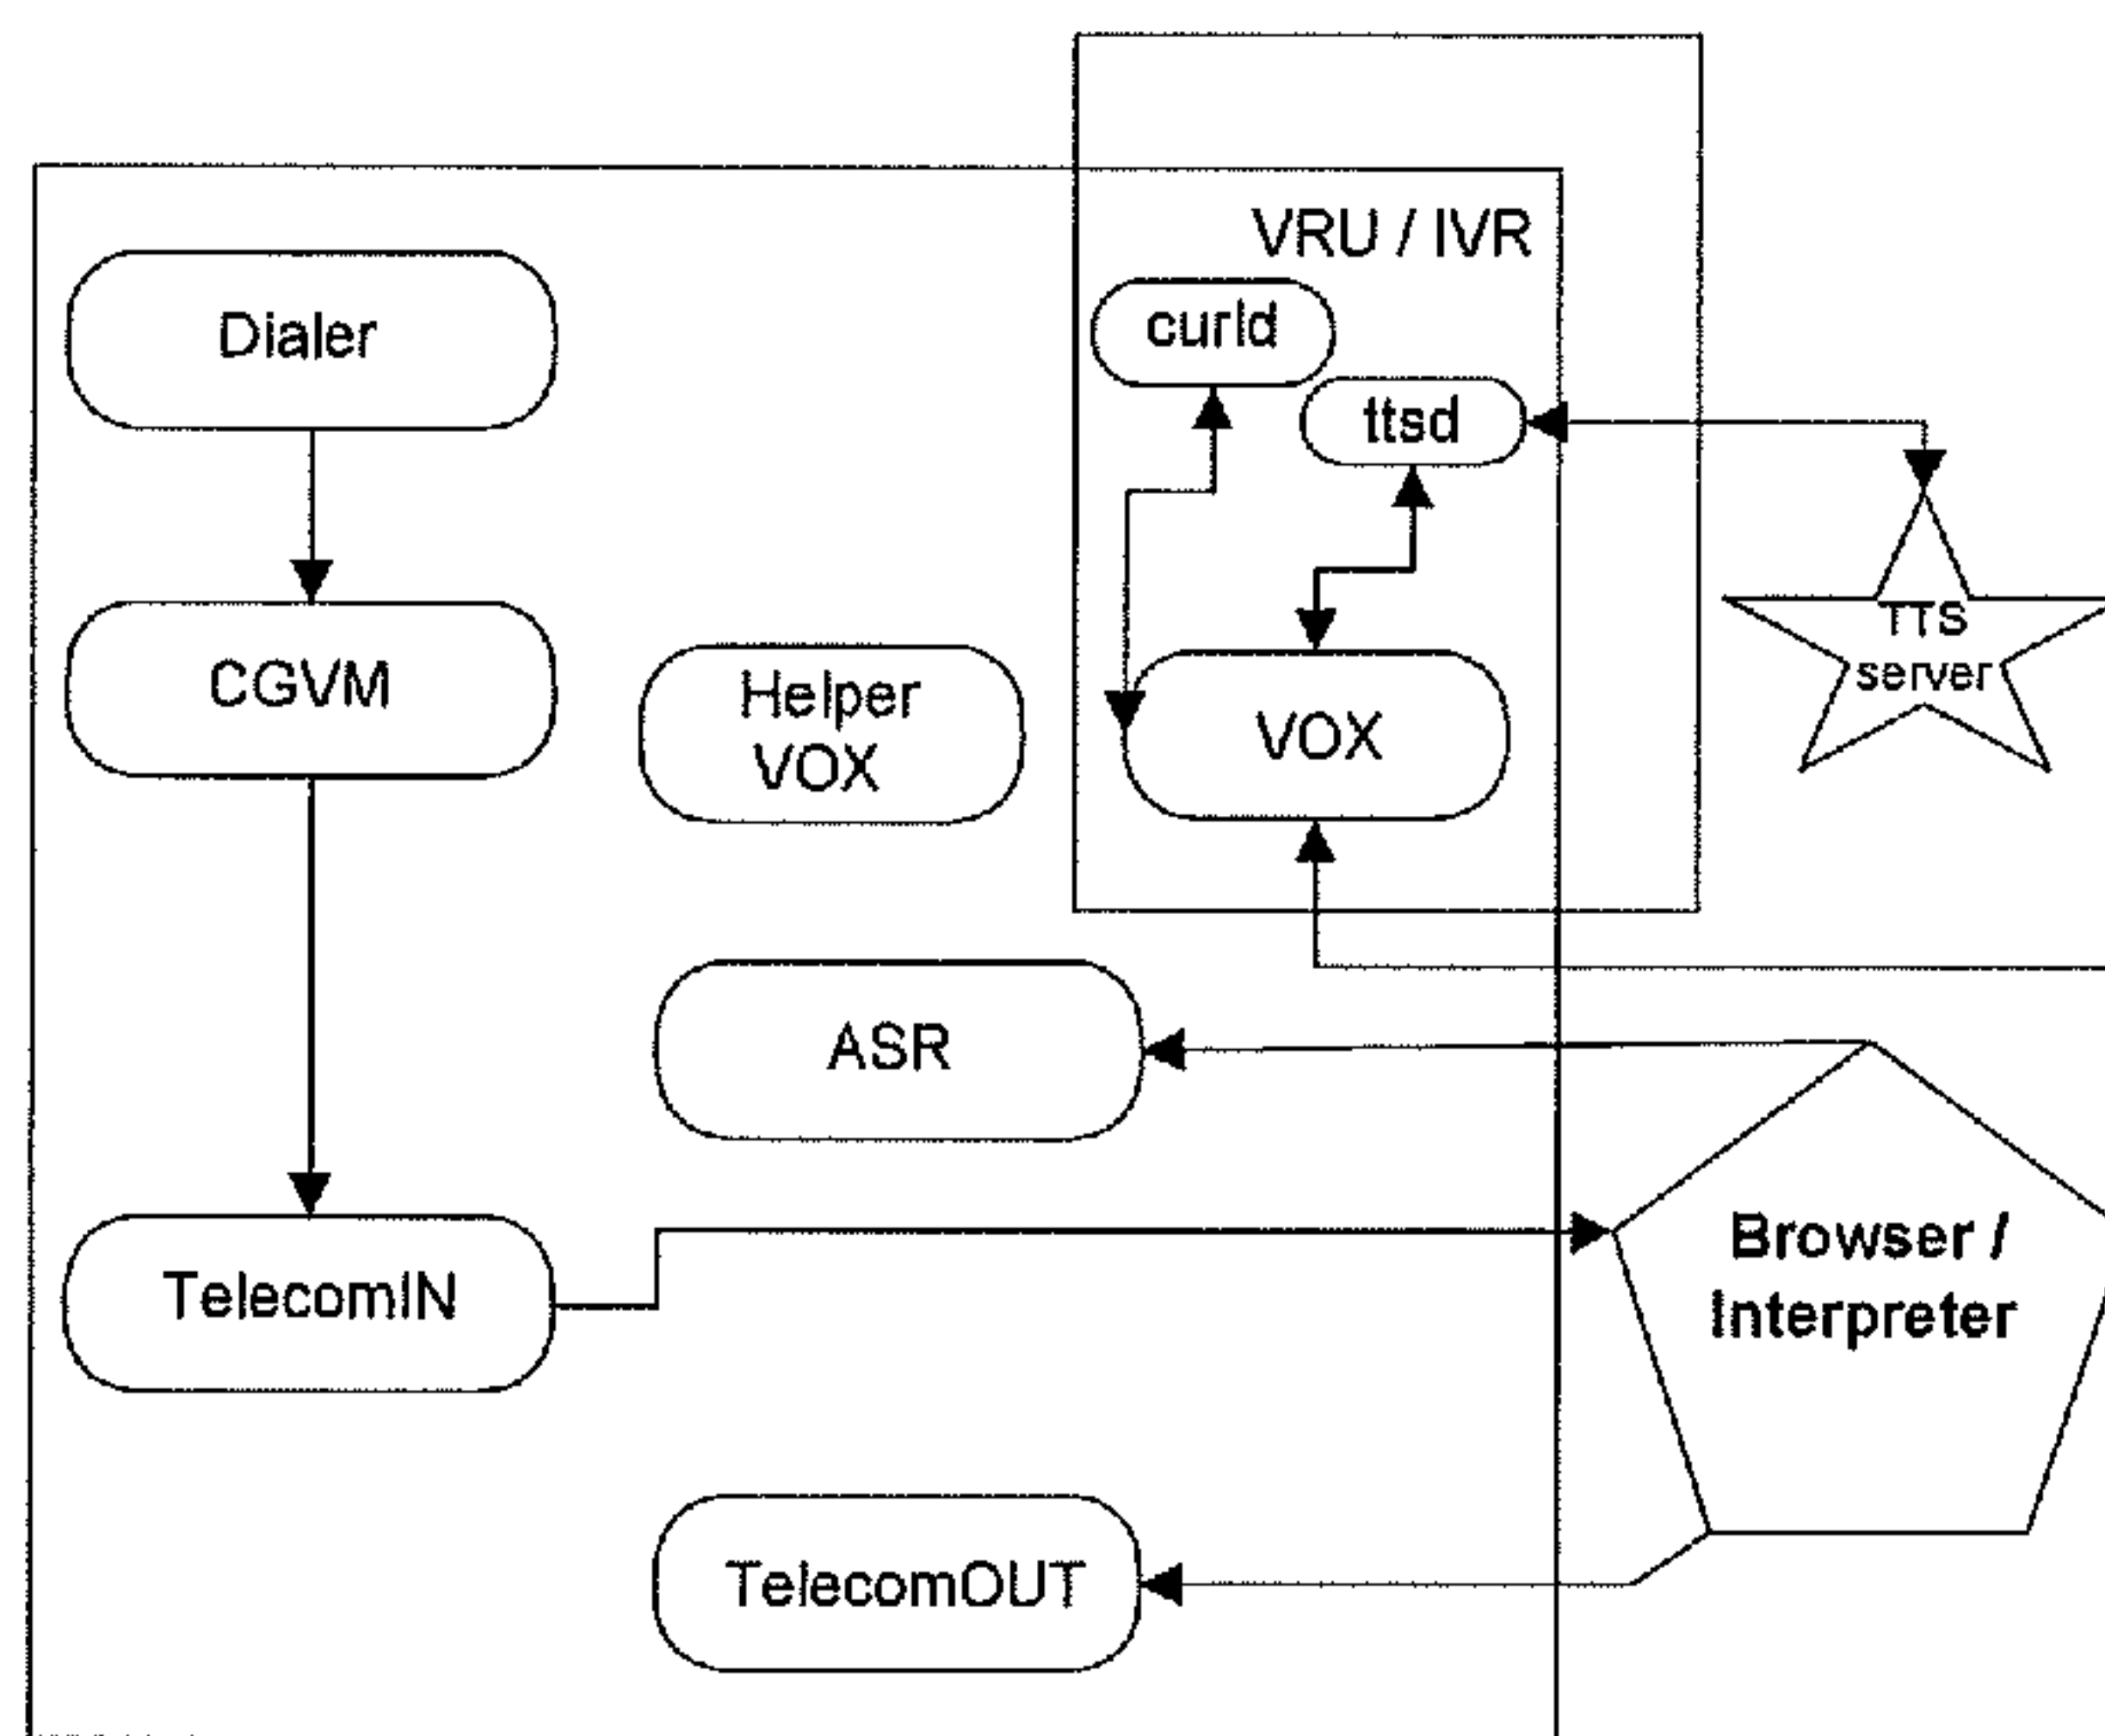 VRU / IVR
Dialer
curld
ttsd
CGVM
Helper
VOX
VOX
TTS
server
ASR
TelecomIN
Browser /
Interpreter
TelecomOUT